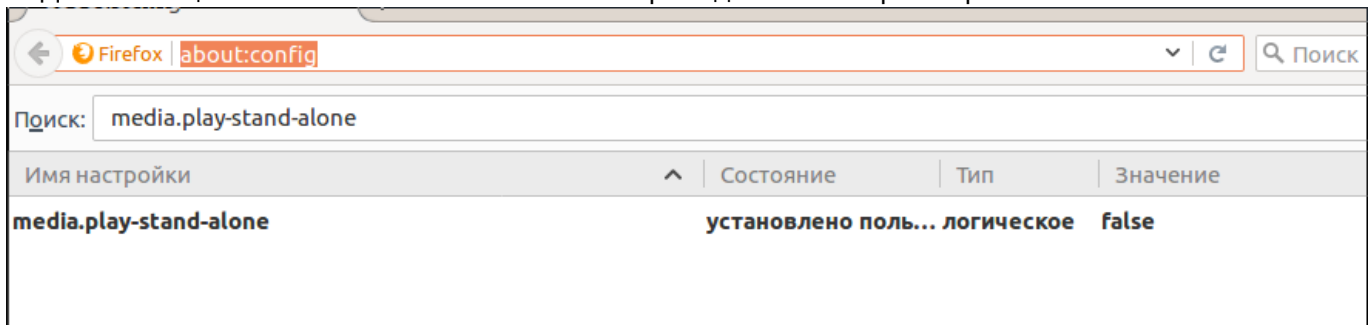 Firefox about:config Поиск
Поиск: media.play-stand-alone
Имя настройки Состояние Тип Значение
media.play-stand-alone установлено поль... логическое false